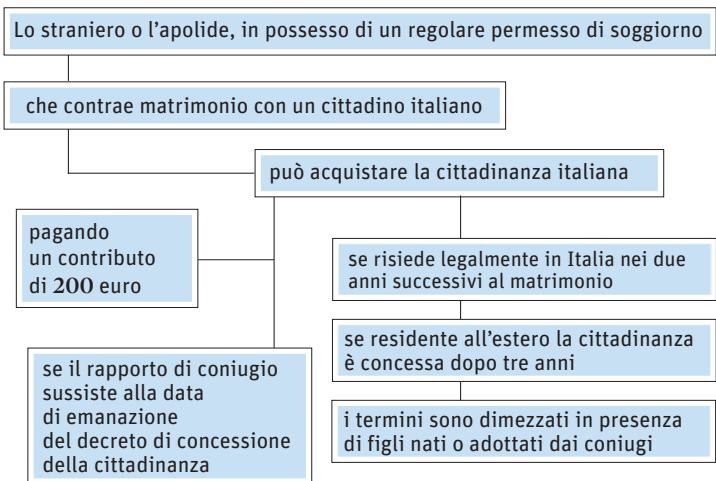 Lo straniero o l'apolide, in possesso di un regolare permesso di soggiorno
che contrae matrimonio con un cittadino italiano
può acquistare la cittadinanza italiana
pagando
un contributo
di 200 euro
se risiede legalmente in Italia nei due
anni successivi al matrimonio
se residente all'estero la cittadinanza
è concessa dopo tre anni
se il rapporto di coniugio
sussiste alla data
di emanazione
del decreto di concessione
della cittadinanza
i termini sono dimezzati in presenza
di figli nati o adottati dai coniugi